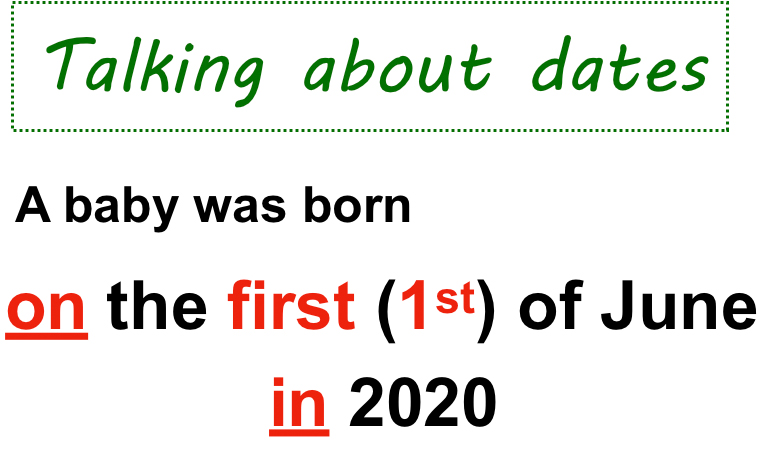 Talking about dates
A baby was born
on the first (1st) of June
in 2020